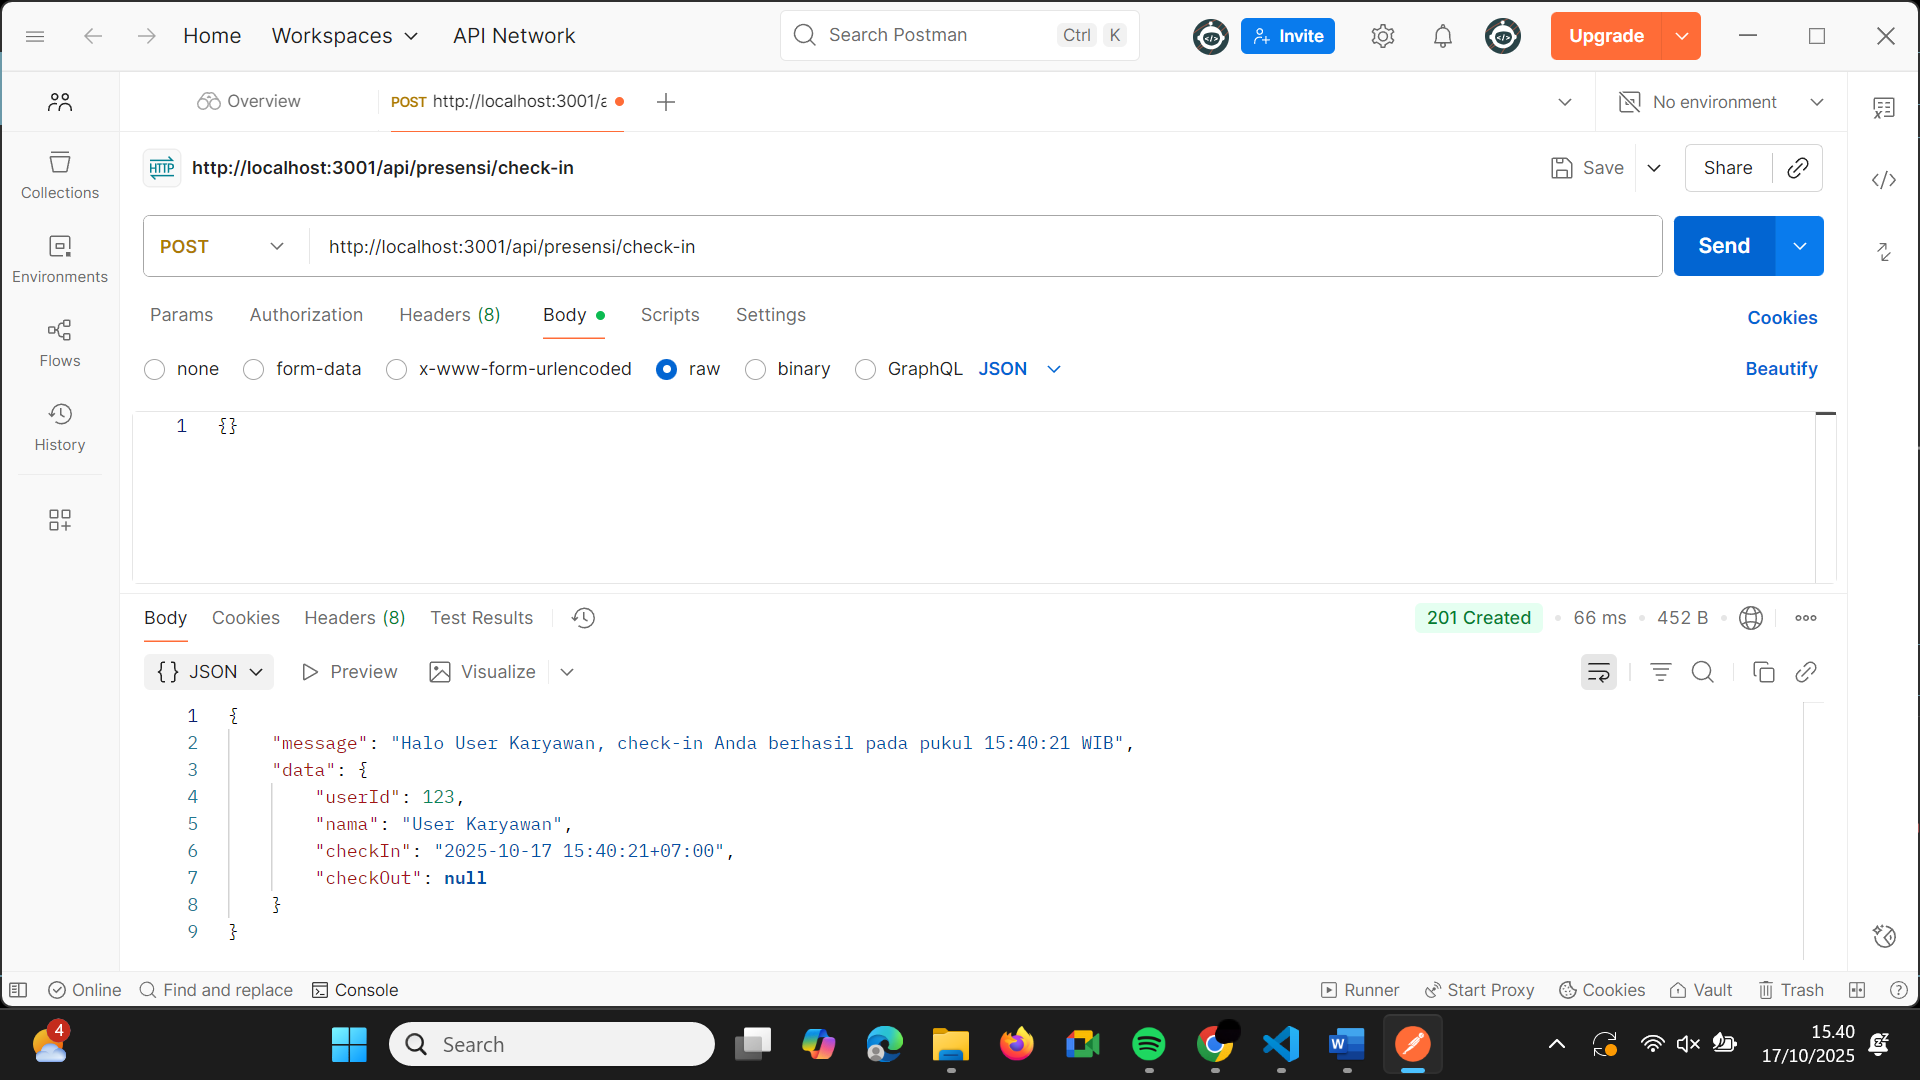 Home
Workspaces
API Network
Search Postman
Ctrl
K
Invite
Upgrade
Overview
POST http://localhost:3001/a
No environment
Collections
Environments
Flows
History
HTTP
http://localhost:3001/api/presensi/check-in
Save
Share
POST
http://localhost:3001/api/presensi/check-in
Send
Params
Authorization
Headers (8)
Body
Scripts
Settings
Cookies
none
form-data
x-www-form-urlencoded
raw
binary
GraphQL
JSON
Beautify
1 {}
Body
Cookies
Headers (8)
Test Results
201 Created
66 ms
452 B
{} JSON
Preview
Visualize
1 {
2 "message": "Halo User Karyawan, check-in Anda berhasil pada pukul 15:40:21 WIB",
3 "data": {
4 "userId": 123,
5 "nama": "User Karyawan",
6 "checkIn": "2025-10-17 15:40:21+07:00",
7 "checkOut": null
8 }
9 }
Online
Find and replace
Console
Runner
Start Proxy
Cookies
Vault
Trash
4
Search
W
15.40
17/10/2025